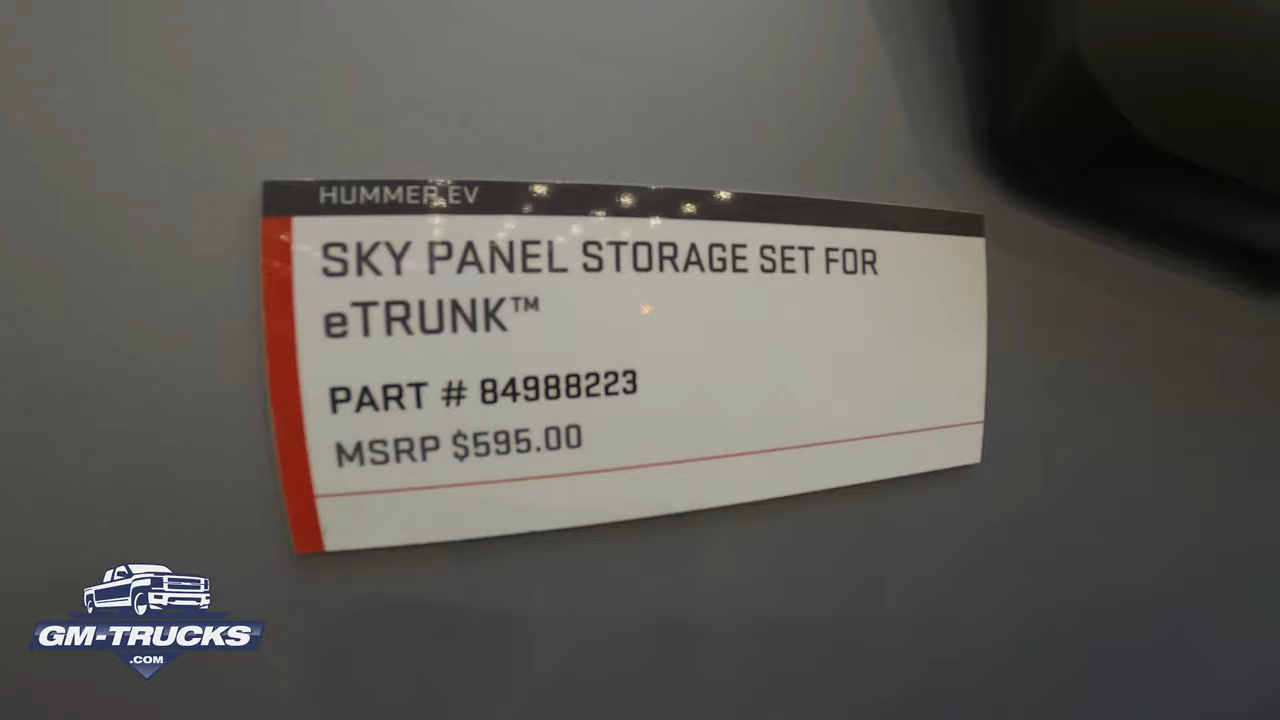 HUMMER EV
SKY PANEL STORAGE SET FOR
eTRUNK™
PART # 84988223
MSRP $595.00
GM-TRUCKS
.COM